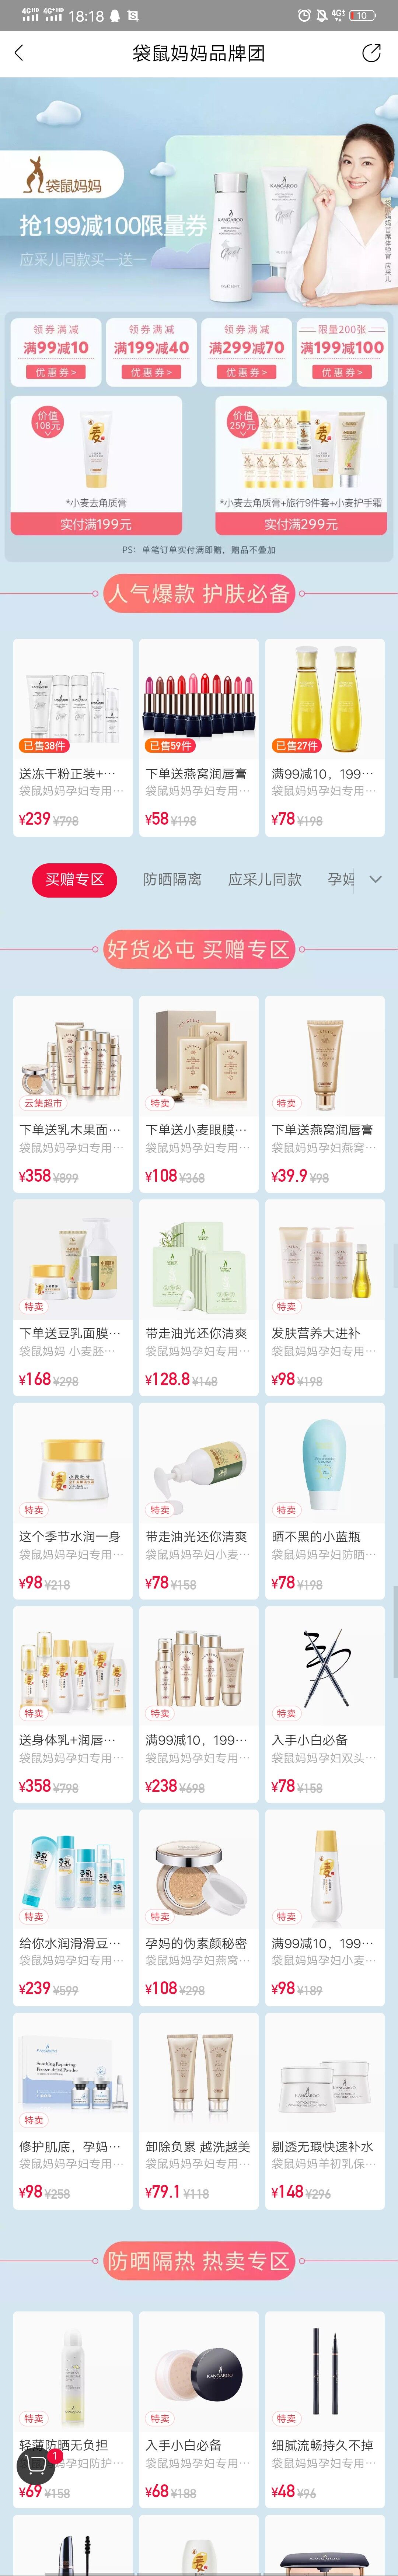 18:18
10
袋鼠妈妈品牌团
袋鼠妈妈
抢199减100限量券
应采儿同款买一送一
KANGAROO
KANGAROO
袋鼠妈妈首席体验官 应采儿
领券满减
满99减10
优惠券>
领券满减
满199减40
优惠券>
领券满减
满299减70
优惠券>
限量200张
满199减100
优惠券>
价值
108元
*小麦去角质膏
实付满199元
价值
259元
*小麦去角质膏+旅行9件套+小麦护手霜
实付满299元
PS: 单笔订单实付满即赠, 赠品不叠加
人气爆款 护肤必备
已售38件
已售59件
已售27件
送冻干粉正装+···
下单送燕窝润唇膏
满99减10, 199···
袋鼠妈妈孕妇专用···
袋鼠妈妈孕妇专用···
袋鼠妈妈孕妇专用···
¥239 ¥798
¥58 ¥198
¥78 ¥198
买赠专区
防晒隔离
应采儿同款
孕妈
好货必屯 买赠专区
云集超市
特卖
特卖
下单送乳木果面···
下单送小麦眼膜···
下单送燕窝润唇膏
袋鼠妈妈孕妇专用···
袋鼠妈妈孕妇专用···
袋鼠妈妈孕妇燕窝···
¥358 ¥899
¥108 ¥368
¥39.9 ¥98
特卖
特卖
特卖
下单送豆乳面膜···
带走油光还你清爽
发肤营养大进补
袋鼠妈妈 小麦胚···
袋鼠妈妈孕妇专用···
袋鼠妈妈孕妇专用···
¥168 ¥298
¥128.8 ¥148
¥98 ¥198
特卖
特卖
特卖
这个季节水润一身
带走油光还你清爽
晒不黑的小蓝瓶
袋鼠妈妈孕妇专用···
袋鼠妈妈孕妇小麦···
袋鼠妈妈孕妇防晒···
¥98 ¥218
¥78 ¥158
¥78 ¥198
特卖
特卖
特卖
送身体乳+润唇···
满99减10, 199···
入手小白必备
袋鼠妈妈孕妇专用···
袋鼠妈妈孕妇专用···
袋鼠妈妈孕妇双头···
¥358 ¥798
¥238 ¥698
¥78 ¥158
特卖
特卖
特卖
给你水润滑滑豆···
孕妈的伪素颜秘密
满99减10, 199···
袋鼠妈妈孕妇专用···
袋鼠妈妈孕妇燕窝···
袋鼠妈妈孕妇小麦···
¥239 ¥599
¥108 ¥298
¥98 ¥189
Soothing Repairing
Freeze-dried Powder
特卖
修护肌底, 孕妈···
卸除负累 越洗越美
剔透无瑕快速补水
袋鼠妈妈孕妇专用···
袋鼠妈妈孕妇专用···
袋鼠妈妈羊初乳保···
¥98 ¥258
¥79.1 ¥118
¥148 ¥296
防晒隔热 热卖专区
KANGAROO
特卖
特卖
特卖
轻薄防晒无负担
入手小白必备
细腻流畅持久不掉
孕妇防护···
袋鼠妈妈孕妇专用···
袋鼠妈妈孕妇专用···
1
¥69 ¥158
¥68 ¥188
¥48 ¥96